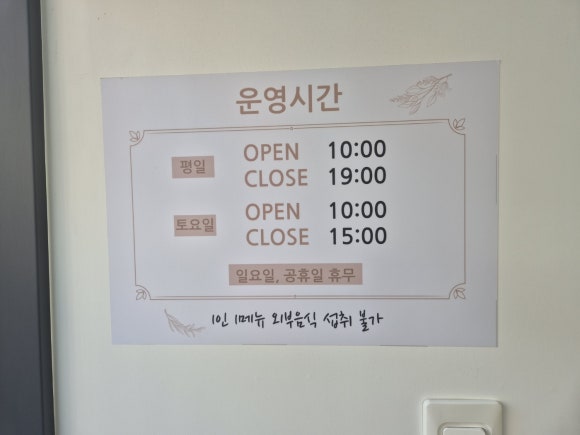 운영시간
평일 OPEN 10:00
CLOSE 19:00
토요일 OPEN 10:00
CLOSE 15:00
일요일, 공휴일 휴무
1인 1메뉴 외부음식 섭취 불가